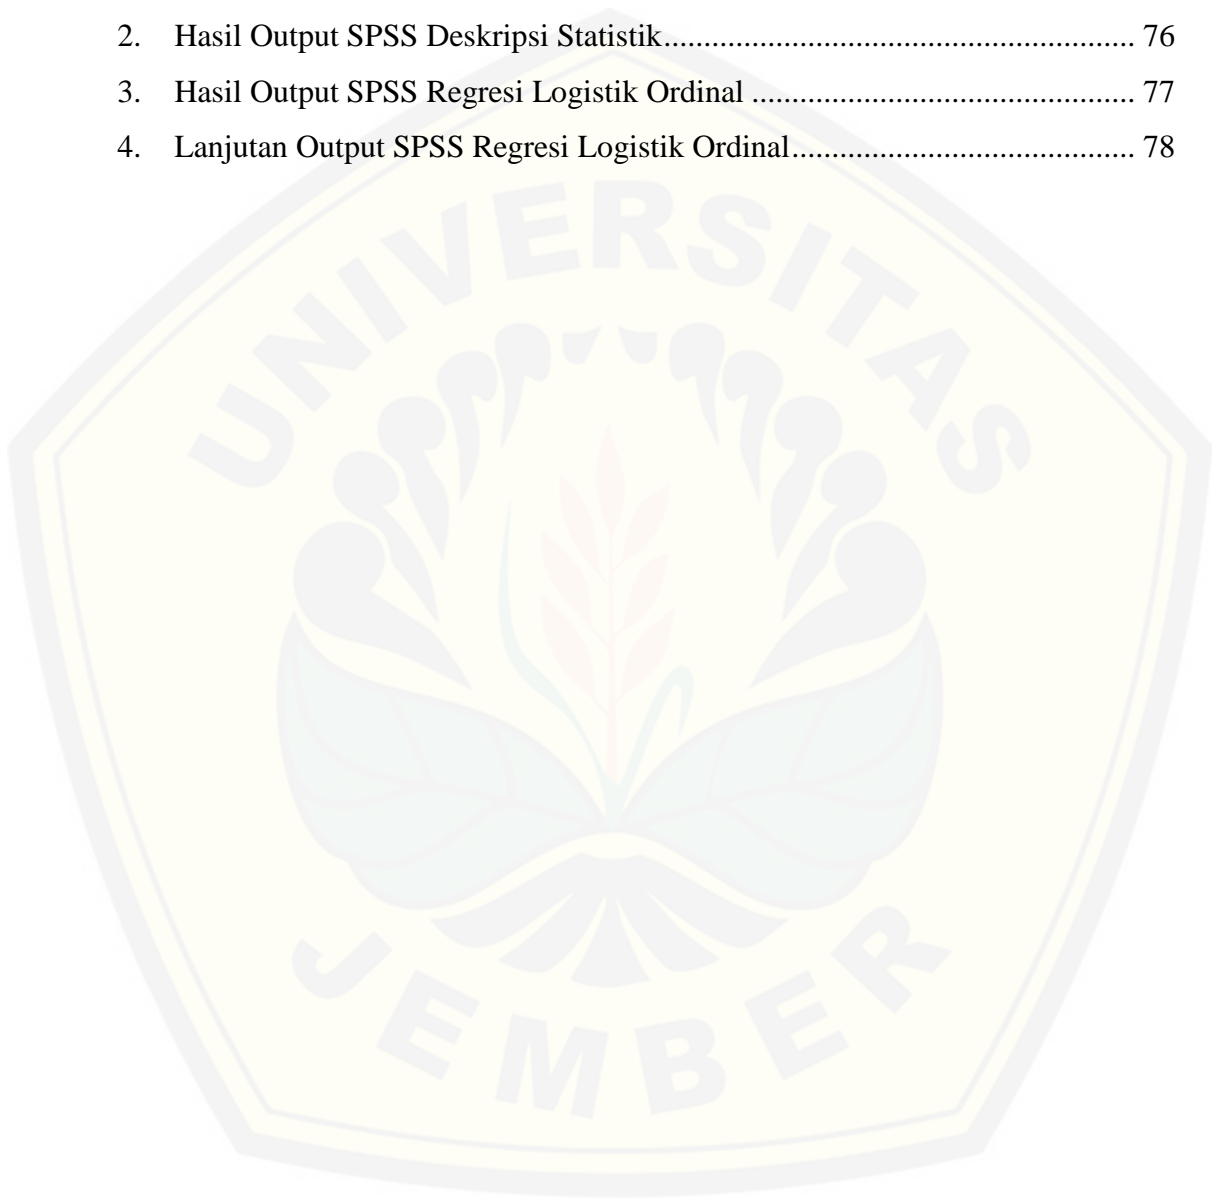 2. Hasil Output SPSS Deskripsi Statistik........................................................... 76
3. Hasil Output SPSS Regresi Logistik Ordinal ................................................ 77
4. Lanjutan Output SPSS Regresi Logistik Ordinal........................................... 78
UNIVERSITAS
JEMBER